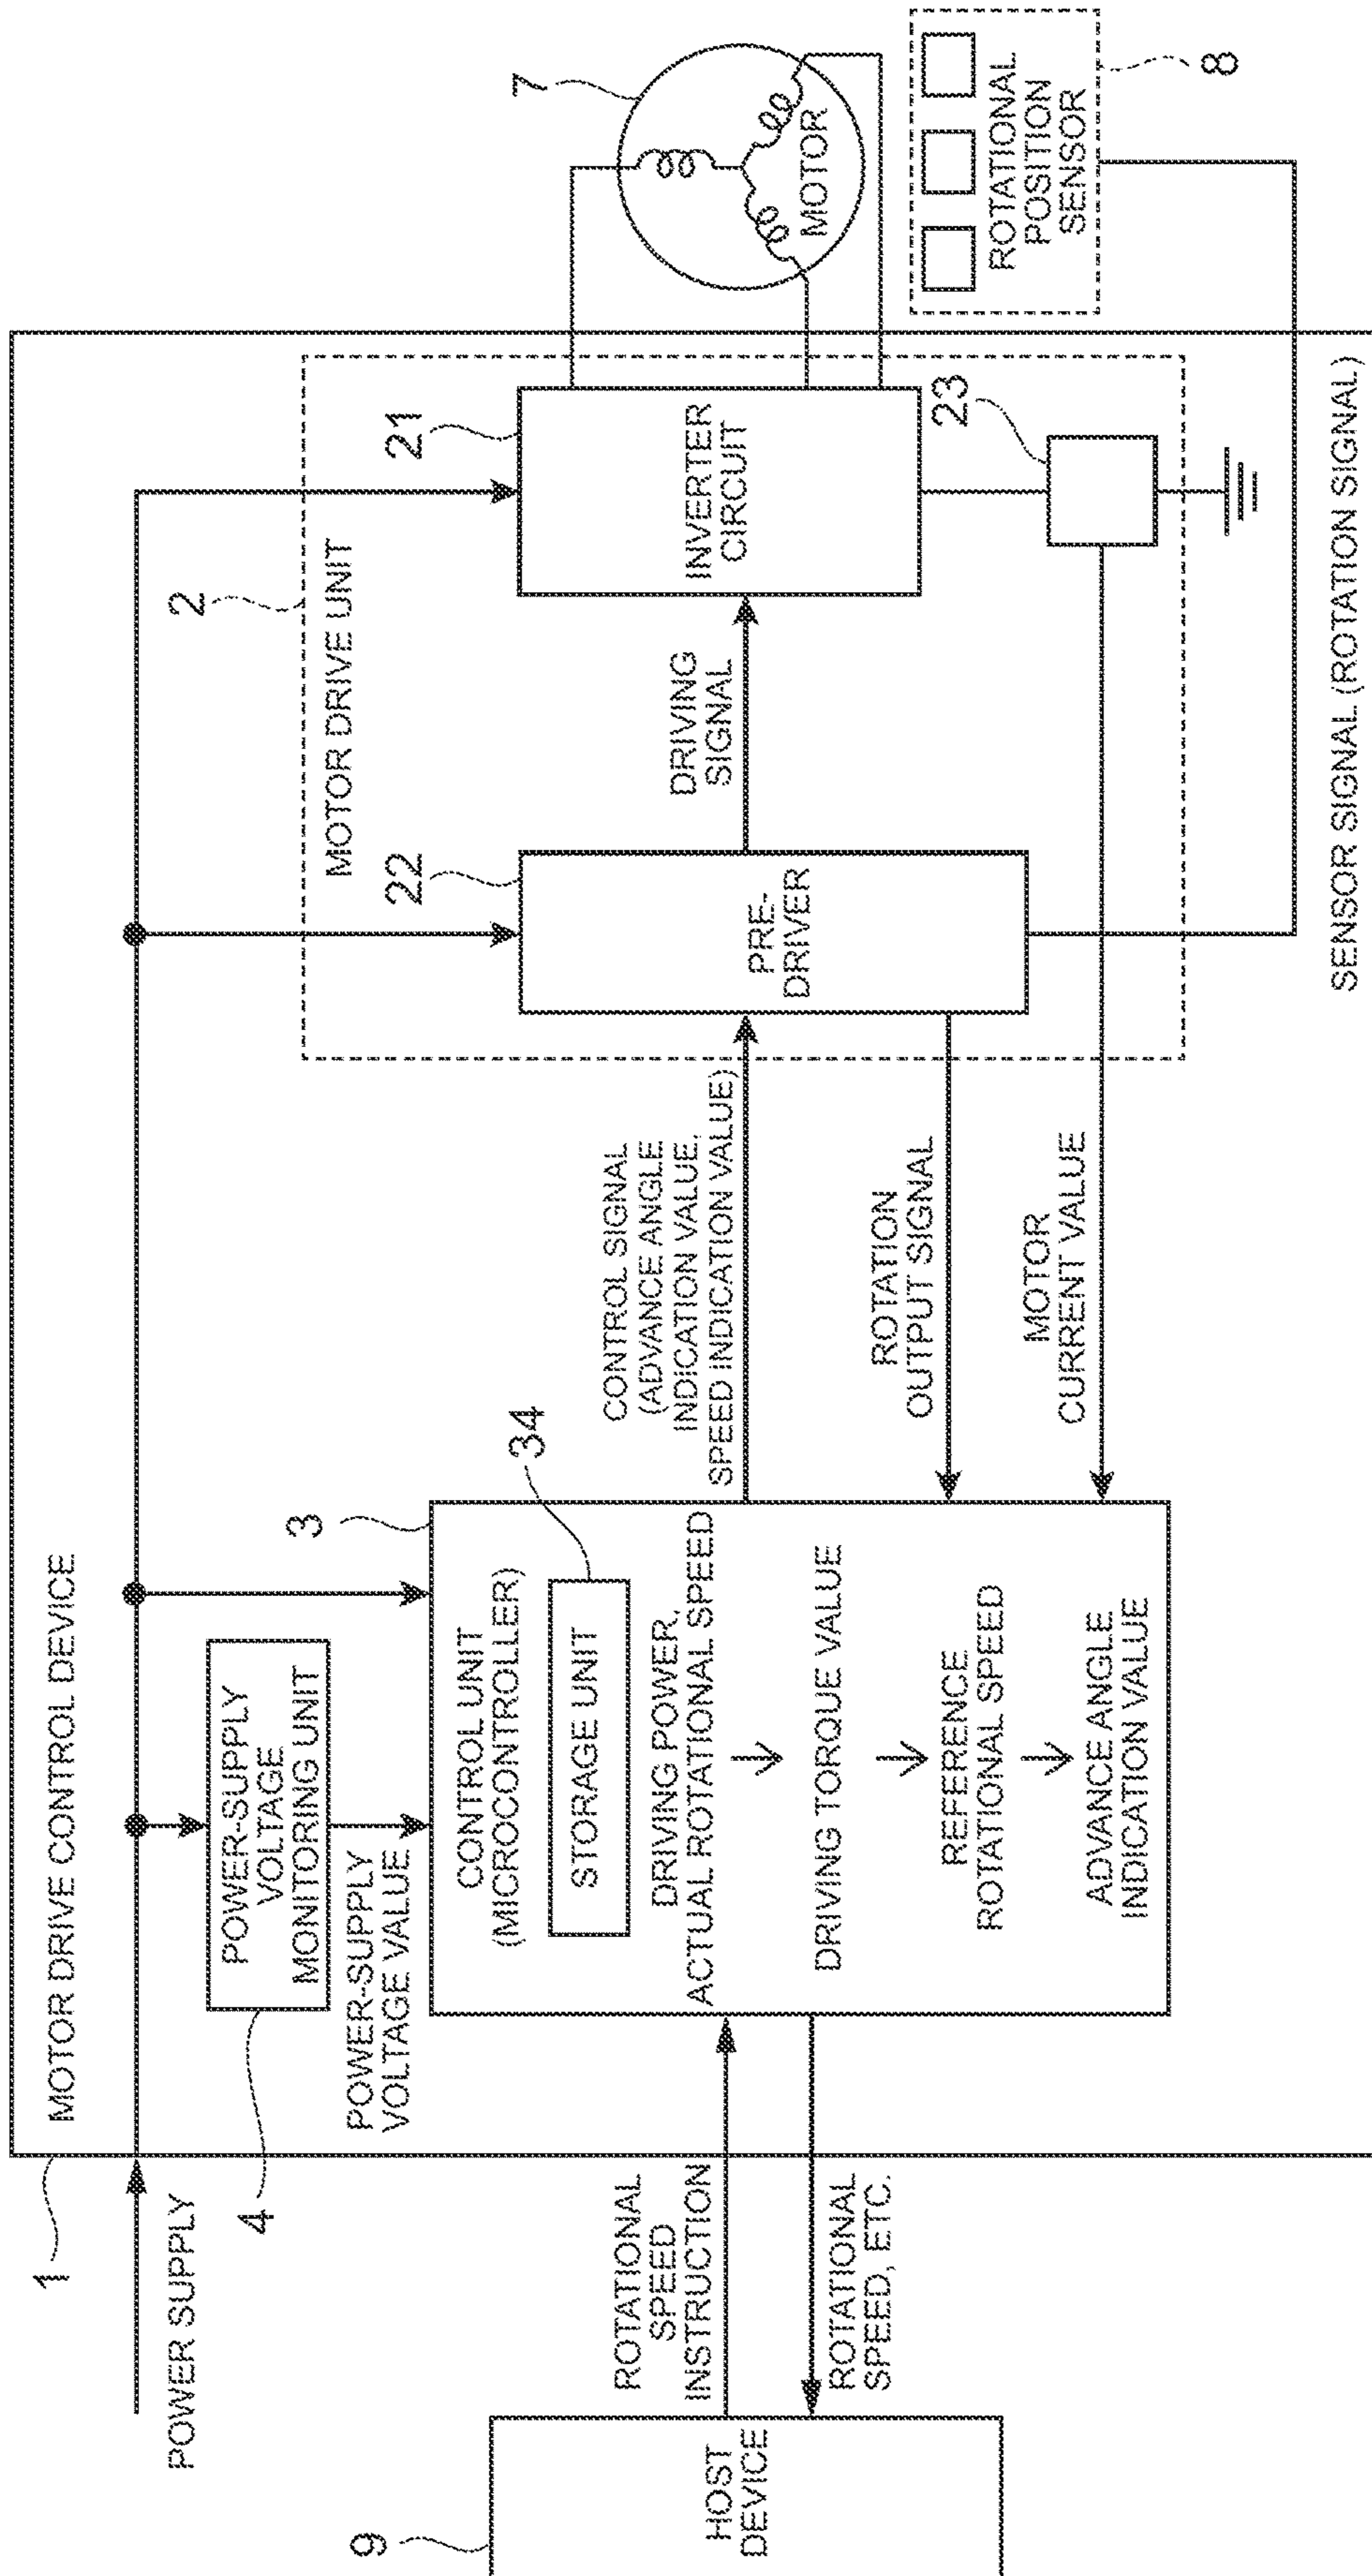 1
MOTOR DRIVE CONTROL DEVICE
POWER SUPPLY
POWER-SUPPLY
VOLTAGE
MONITORING UNIT
4
POWER-SUPPLY
VOLTAGE VALUE
9
HOST
DEVICE
ROTATIONAL
SPEED
INSTRUCTION
ROTATIONAL
SPEED, ETC.
3
CONTROL UNIT
(MICROCONTROLLER)
34
STORAGE UNIT
DRIVING POWER,
ACTUAL ROTATIONAL SPEED
DRIVING TORQUE VALUE
REFERENCE
ROTATIONAL SPEED
ADVANCE ANGLE
INDICATION VALUE
CONTROL SIGNAL
(ADVANCE ANGLE
INDICATION VALUE,
SPEED INDICATION VALUE)
ROTATION
OUTPUT SIGNAL
MOTOR
CURRENT VALUE
2
MOTOR DRIVE UNIT
22
PRE-
DRIVER
DRIVING
SIGNAL
21
INVERTER
CIRCUIT
23
7
MOTOR
ROTATIONAL
POSITION
SENSOR
8
SENSOR SIGNAL (ROTATION SIGNAL)